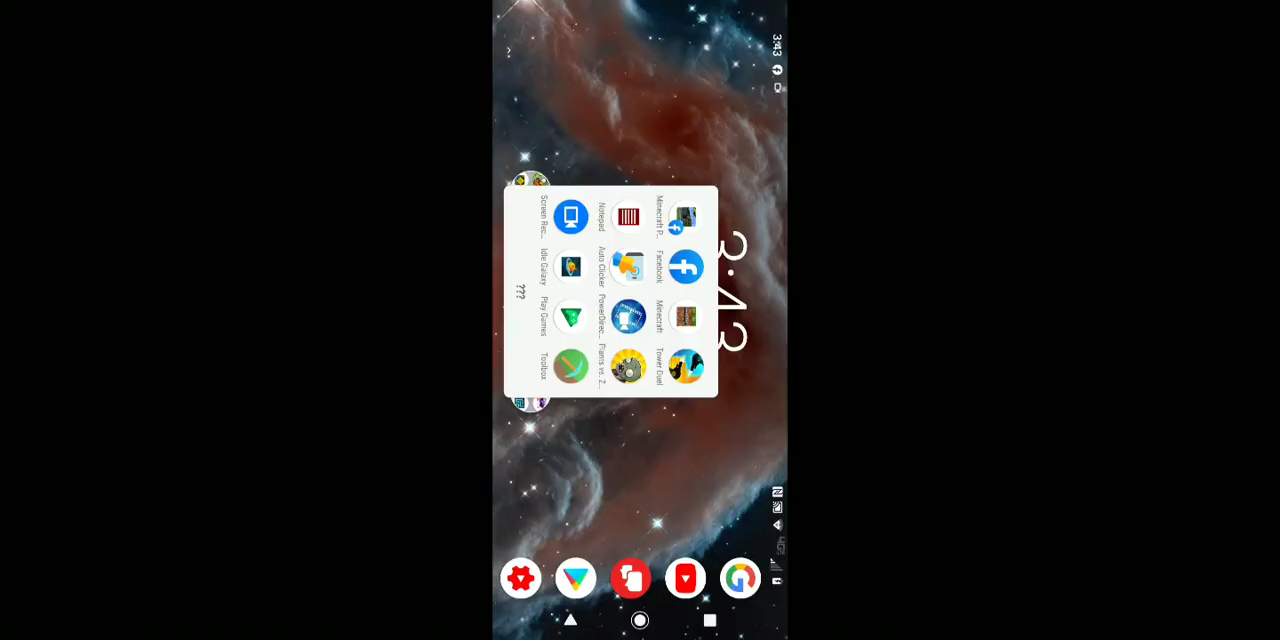 3:43
4G
3:43
Minecraft P..
Facebook
Minecraft
Tower Duel
Notepad
Auto Clicker
PowerDirec..
Plants vs. Z..
Screen Rec..
Idle Galaxy
Play Games
Toolbox
???